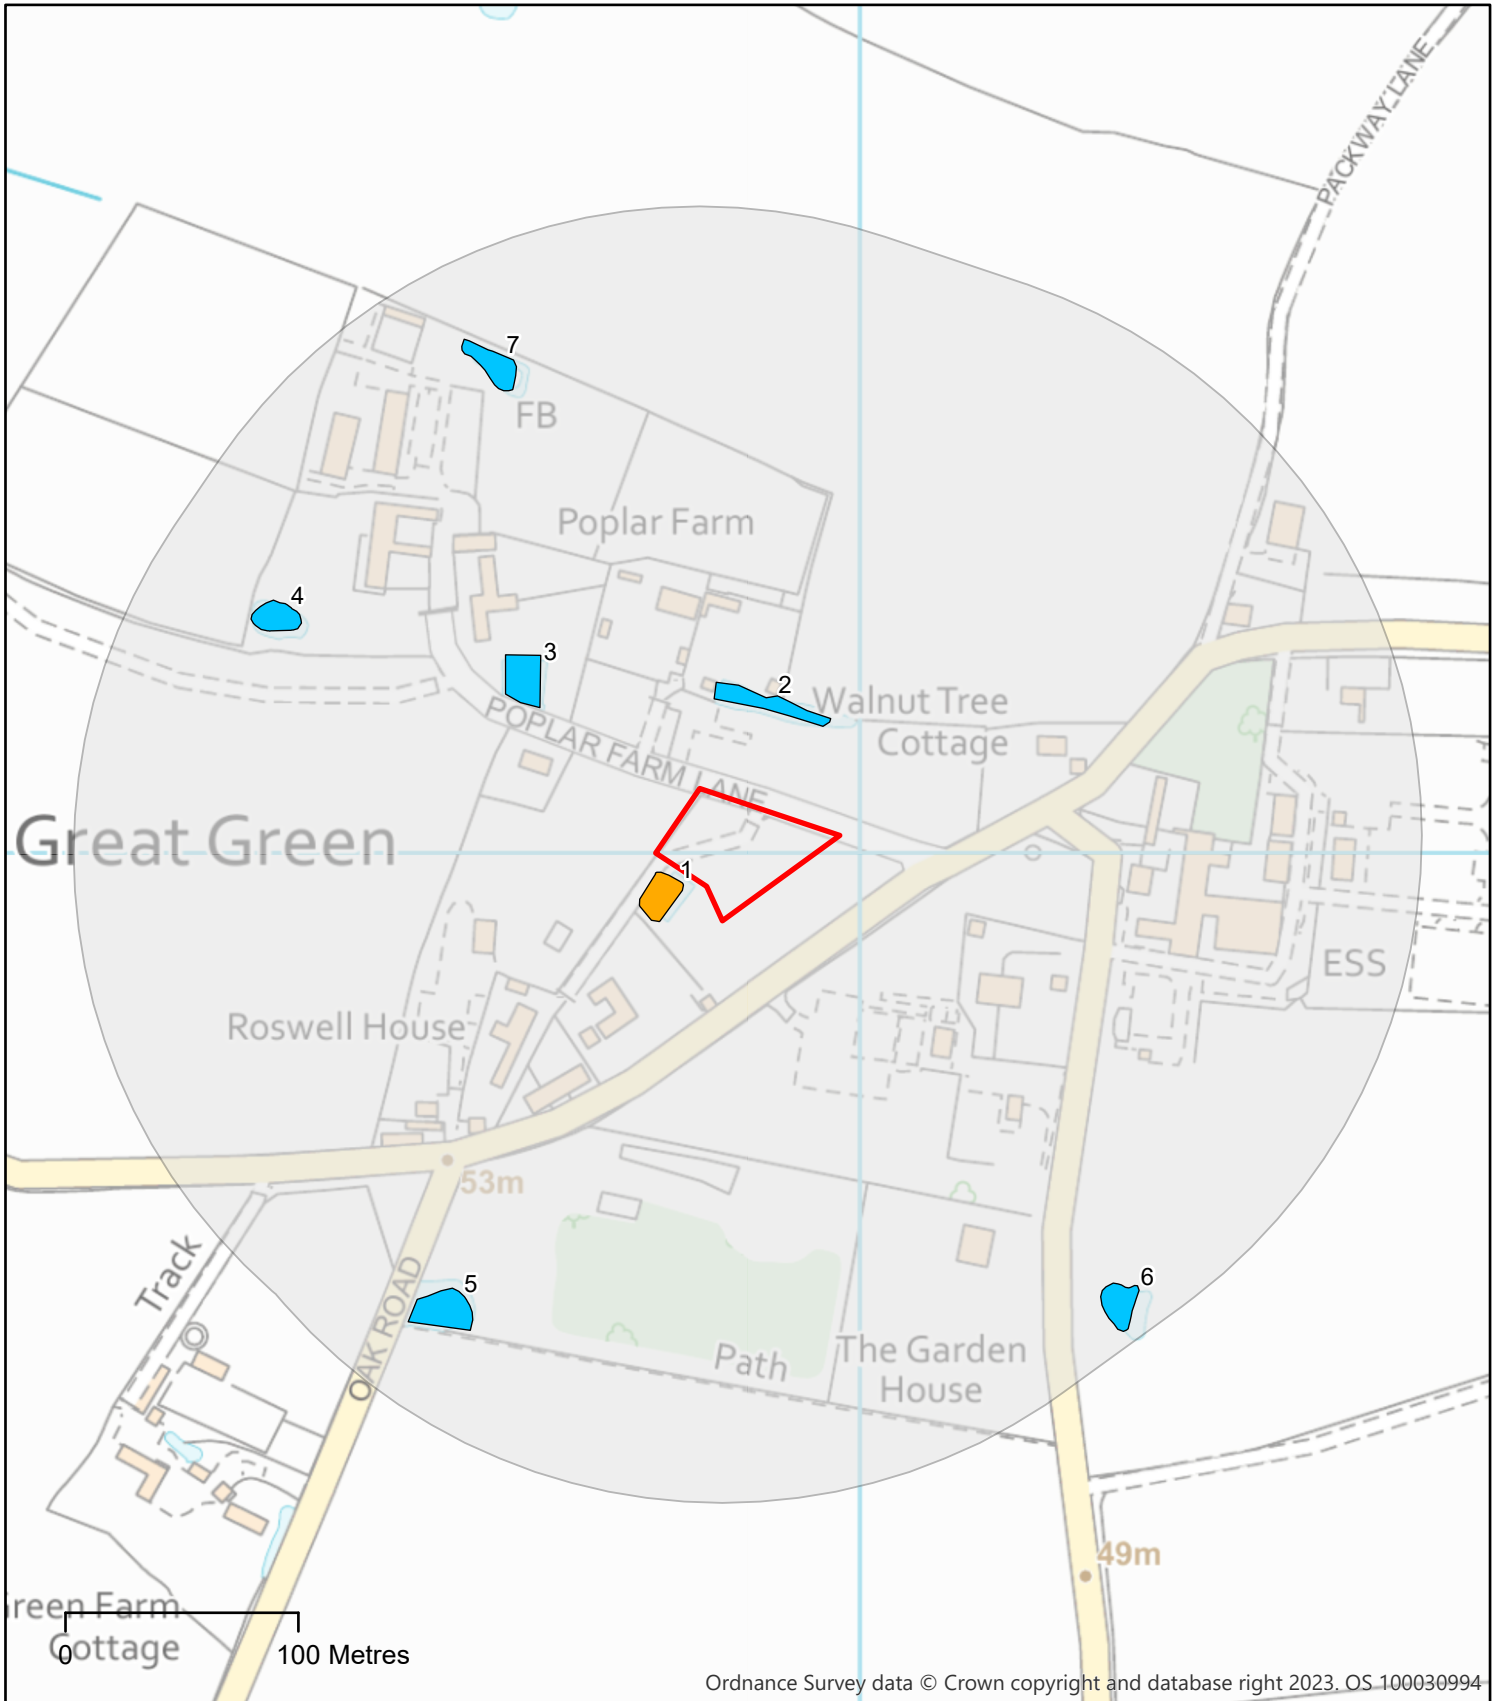 PACKWAY LANE
7
FB
Poplar Farm
4
3
2
Walnut Tree
Cottage
POPLAR FARM LANE
Great Green
1
ESS
Roswell House
53m
Track
OAK ROAD
5
6
Path
The Garden
House
49m
Green Farm
Cottage
0
100 Metres
Ordnance Survey data © Crown copyright and database right 2023. OS 100030994